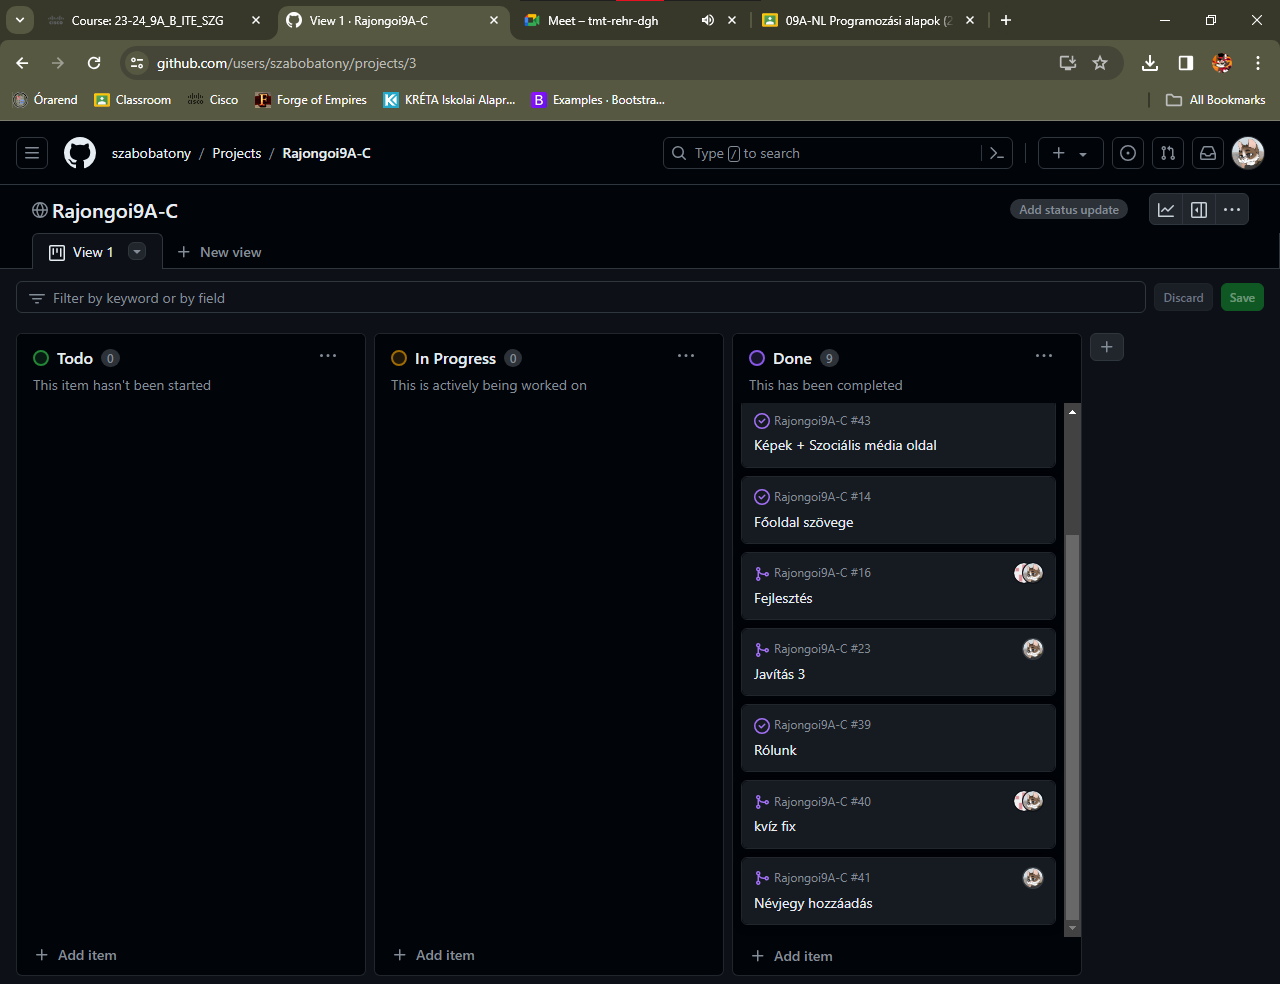 Course: 23-24_9A_B_ITE_SZG
View 1 · Rajongoi9A-C
Meet – tmt-rehr-dgh
09A-NL Programozási alapok (2
github.com/users/szabobatony/projects/3
Órarend
Classroom
Cisco
Forge of Empires
KRÉTA Iskolai Alapr...
Examples · Bootstra...
All Bookmarks
szabobatony / Projects / Rajongoi9A-C
Type / to search
Rajongoi9A-C
Add status update
View 1
New view
Filter by keyword or by field
Discard
Save
Todo 0
This item hasn't been started
Add item
In Progress 0
This is actively being worked on
Add item
Done 9
This has been completed
Rajongoi9A-C #43
Képek + Szociális média oldal
Rajongoi9A-C #14
Főoldal szövege
Rajongoi9A-C #16
Fejlesztés
Rajongoi9A-C #23
Javítás 3
Rajongoi9A-C #39
Rólunk
Rajongoi9A-C #40
kvíz fix
Rajongoi9A-C #41
Névjegy hozzáadás
Add item